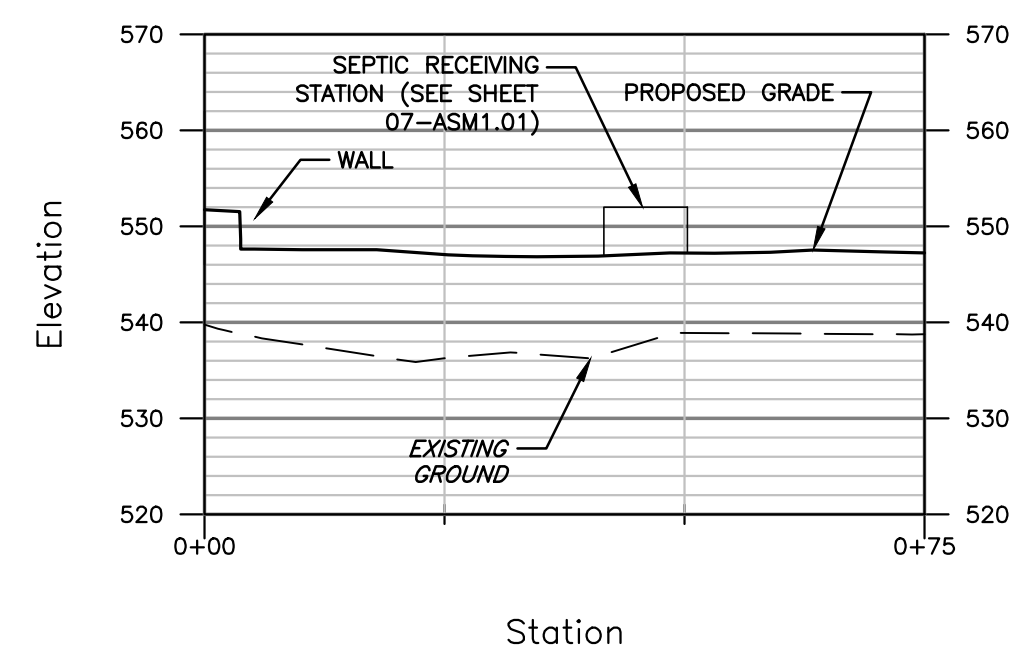 570
570
SEPTIC RECEIVING
STATION (SEE SHEET
07-ASM1.01)
PROPOSED GRADE
560
560
WALL
550
550
Elevation
540
540
530
530
EXISTING
GROUND
520
520
0+00
0+75
Station